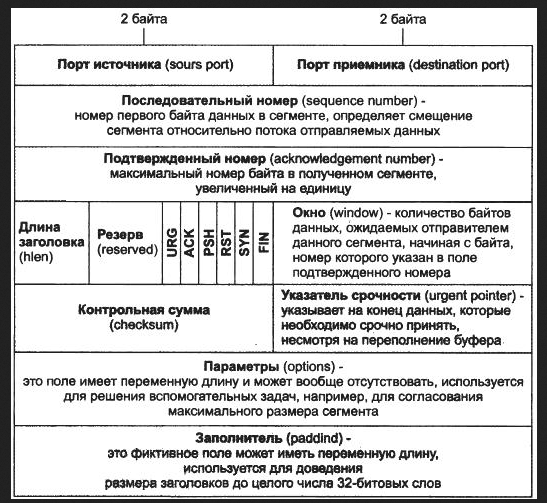 2 байта 2 байта
Порт источника (sours port) Порт приемника (destination port)
Последовательный номер (sequence number) -
номер первого байта данных в сегменте, определяет смещение
сегмента относительно потока отправляемых данных
Подтвержденный номер (acknowledgement number) -
максимальный номер байта в полученном сегменте,
увеличенный на единицу
Длина
заголовка
(hlen)
Резерв
(reserved)
URG
ACK
PSH
RST
SYN
FIN
Окно (window) - количество байтов
данных, ожидаемых отправителем
данного сегмента, начиная с байта,
номер которого указан в поле
подтвержденного номера
Контрольная сумма
(checksum)
Указатель срочности (urgent pointer) -
указывает на конец данных, которые
необходимо срочно принять,
несмотря на переполнение буфера
Параметры (options) -
это поле имеет переменную длину и может вообще отсутствовать, используется
для решения вспомогательных задач, например, для согласования
максимального размера сегмента
Заполнитель (paddind) -
это фиктивное поле может иметь переменную длину,
используется для доведения
размера заголовков до целого числа 32-битовых слов